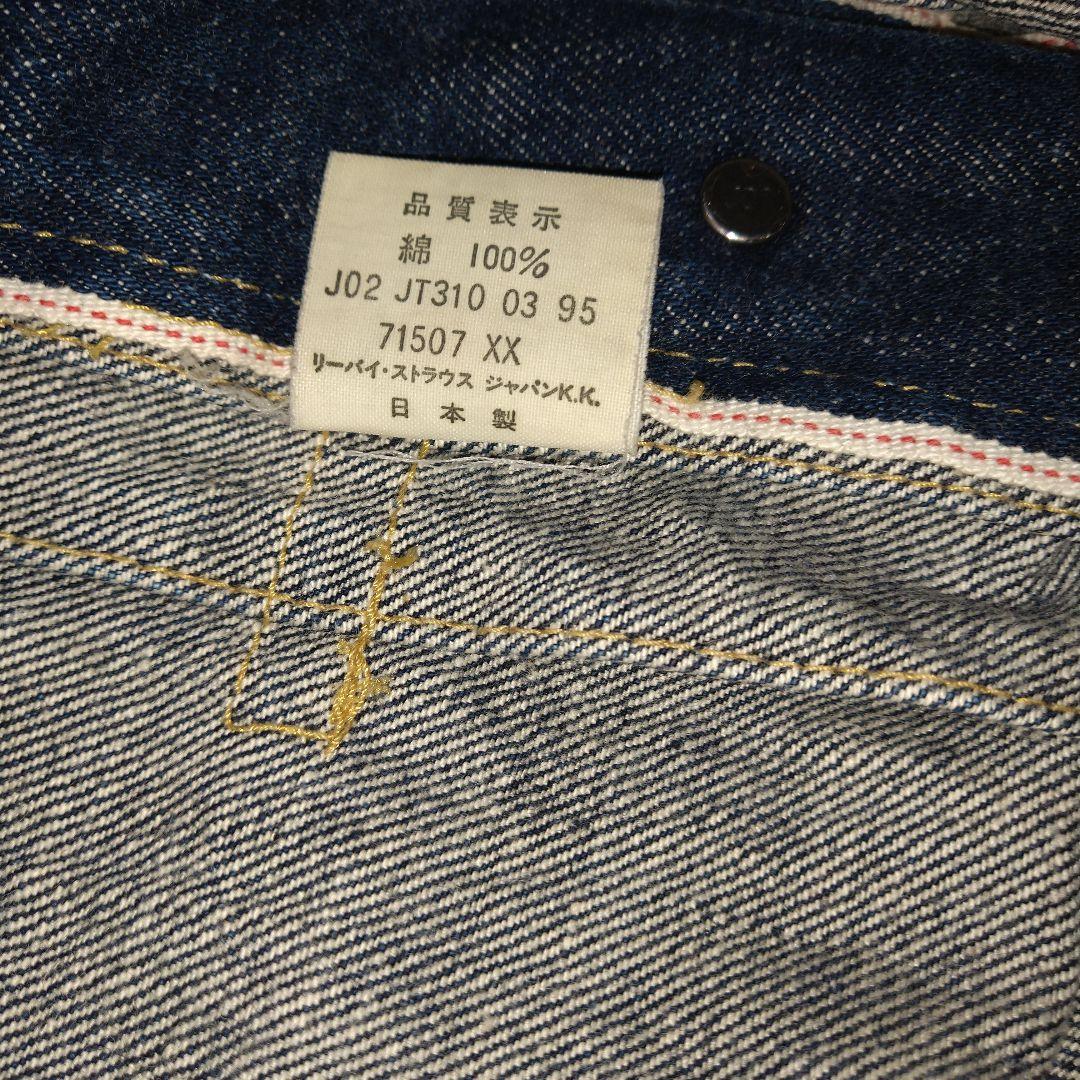 品質表示
綿 100%
J02 JT310 03 95
71507 XX
リーバイ・ストラウス ジャパンK.K.
日本製